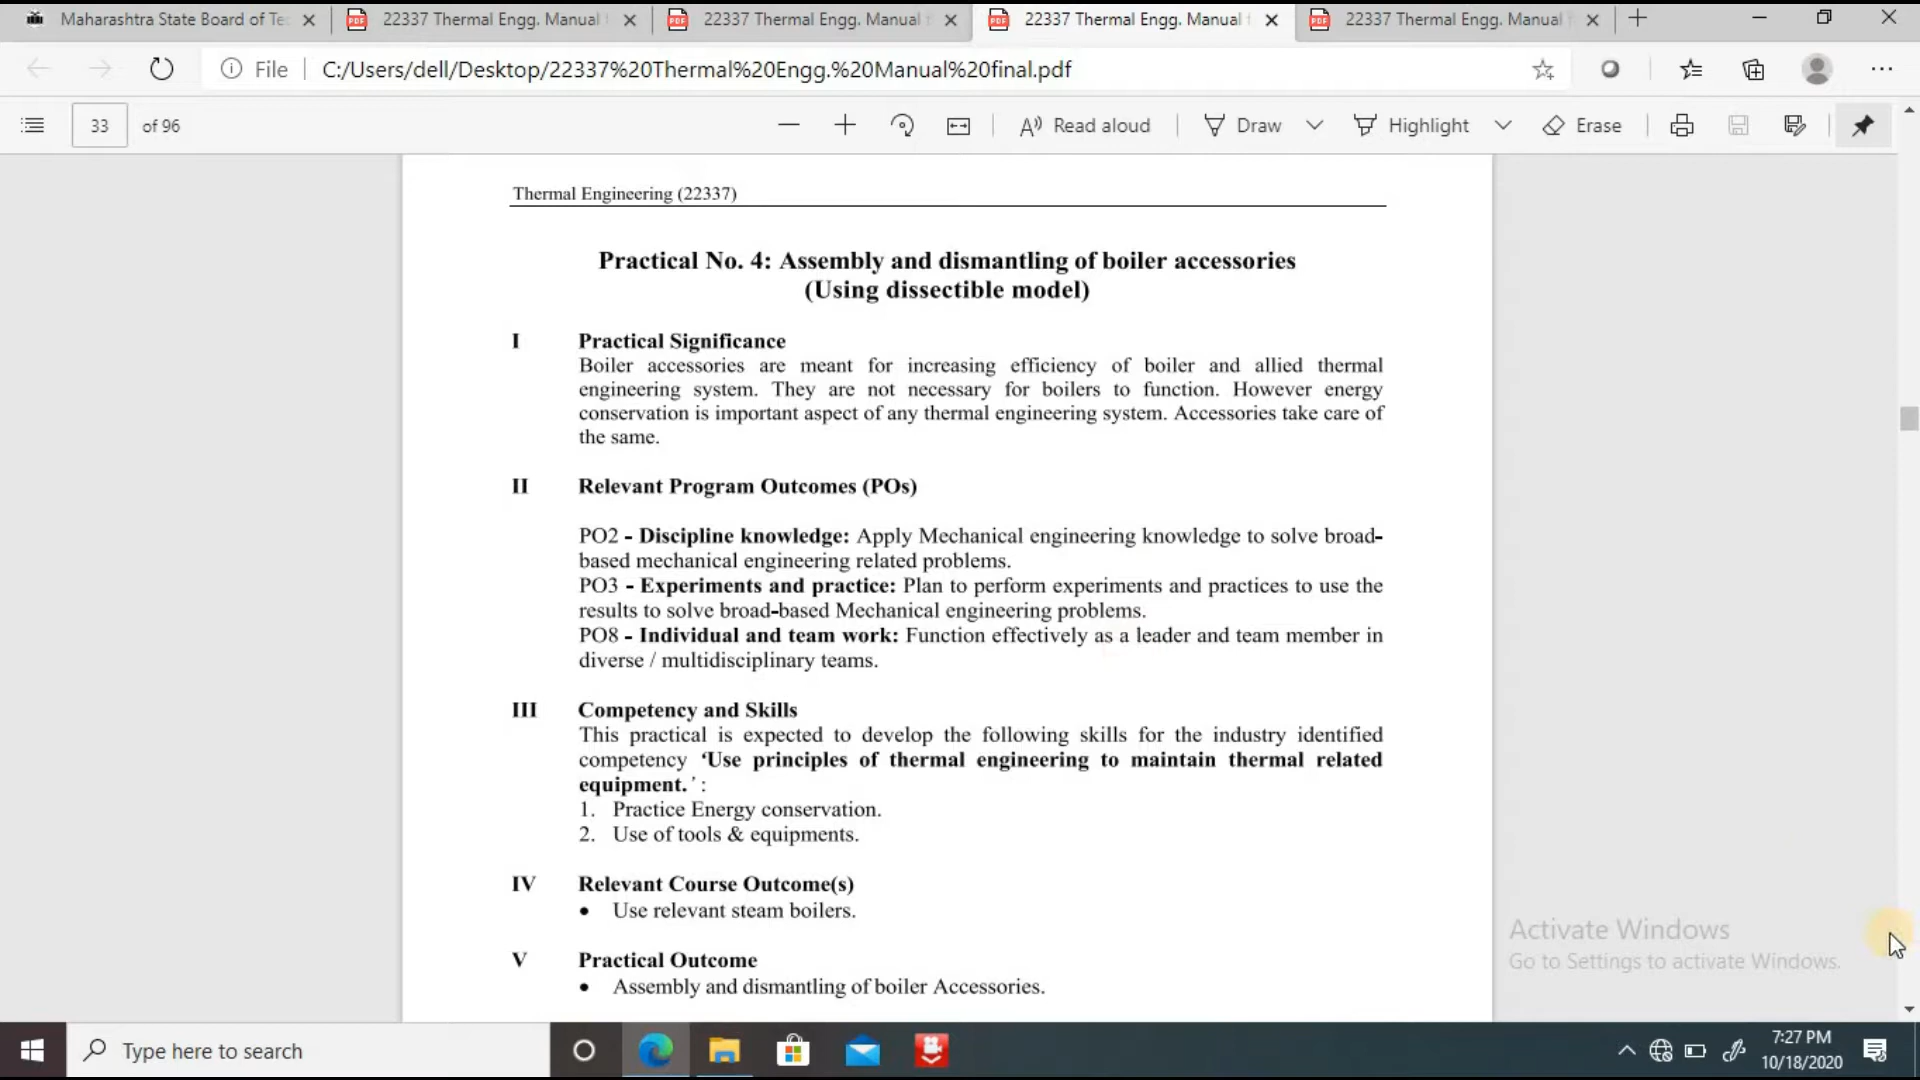 Maharashtra State Board of Te
22337 Thermal Engg. Manual
22337 Thermal Engg. Manual
22337 Thermal Engg. Manual
22337 Thermal Engg. Manual
File
C:/Users/dell/Desktop/22337%20Thermal%20Engg.%20Manual%20final.pdf
33 of 96
Read aloud
Draw
Highlight
Erase
Thermal Engineering (22337)
Practical No. 4: Assembly and dismantling of boiler accessories
(Using dissectible model)
I Practical Significance
Boiler accessories are meant for increasing efficiency of boiler and allied thermal
engineering system. They are not necessary for boilers to function. However energy
conservation is important aspect of any thermal engineering system. Accessories take care of
the same.
II Relevant Program Outcomes (POs)
PO2 - Discipline knowledge: Apply Mechanical engineering knowledge to solve broad-
based mechanical engineering related problems.
PO3 - Experiments and practice: Plan to perform experiments and practices to use the
results to solve broad-based Mechanical engineering problems.
PO8 - Individual and team work: Function effectively as a leader and team member in
diverse / multidisciplinary teams.
III Competency and Skills
This practical is expected to develop the following skills for the industry identified
competency ‘Use principles of thermal engineering to maintain thermal related
equipment.’ :
1. Practice Energy conservation.
2. Use of tools & equipments.
IV Relevant Course Outcome(s)
• Use relevant steam boilers.
V Practical Outcome
• Assembly and dismantling of boiler Accessories.
Activate Windows
Go to Settings to activate Windows.
Type here to search
7:27 PM
10/18/2020